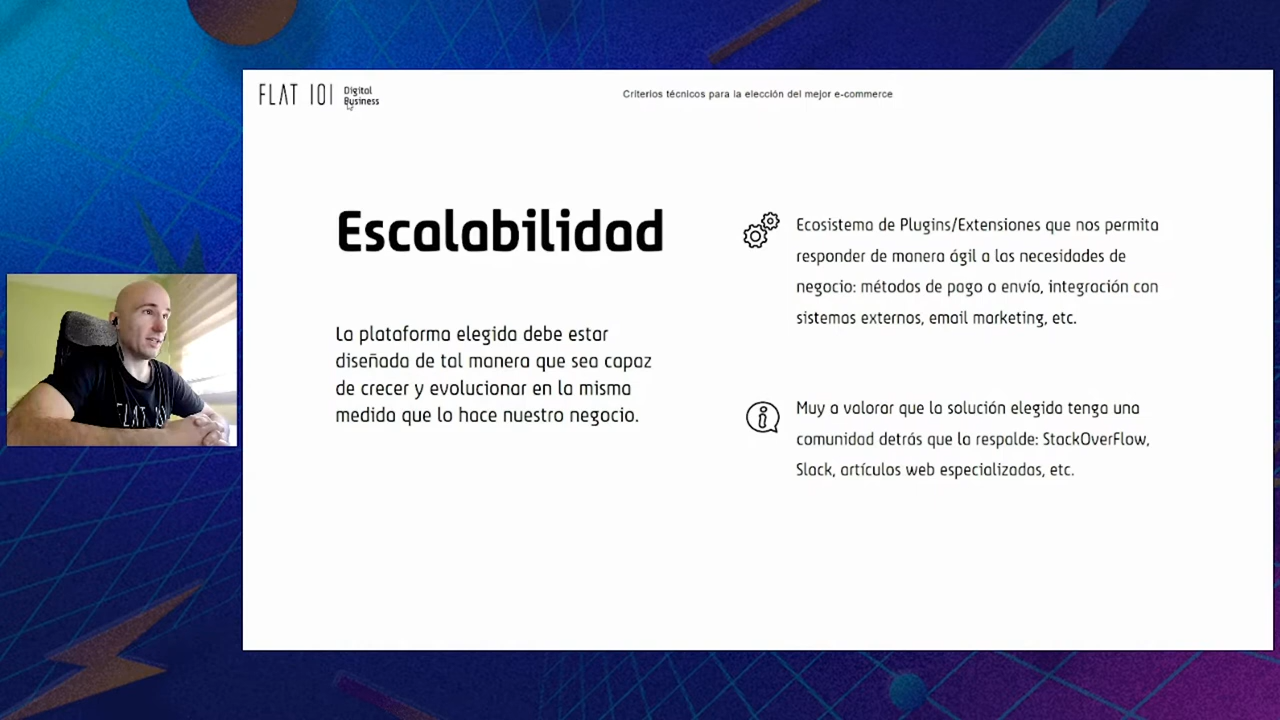 FLAT 101
Digital
Business
Criterios técnicos para la elección del mejor e-commerce
Escalabilidad
La plataforma elegida debe estar
diseñada de tal manera que sea capaz
de crecer y evolucionar en la misma
medida que lo hace nuestro negocio.
Ecosistema de Plugins/Extensiones que nos permita
responder de manera ágil a las necesidades de
negocio: métodos de pago o envío, integración con
sistemas externos, email marketing, etc.
Muy a valorar que la solución elegida tenga una
comunidad detrás que la respalde: StackOverFlow,
Slack, artículos web especializadas, etc.
FLAT 101